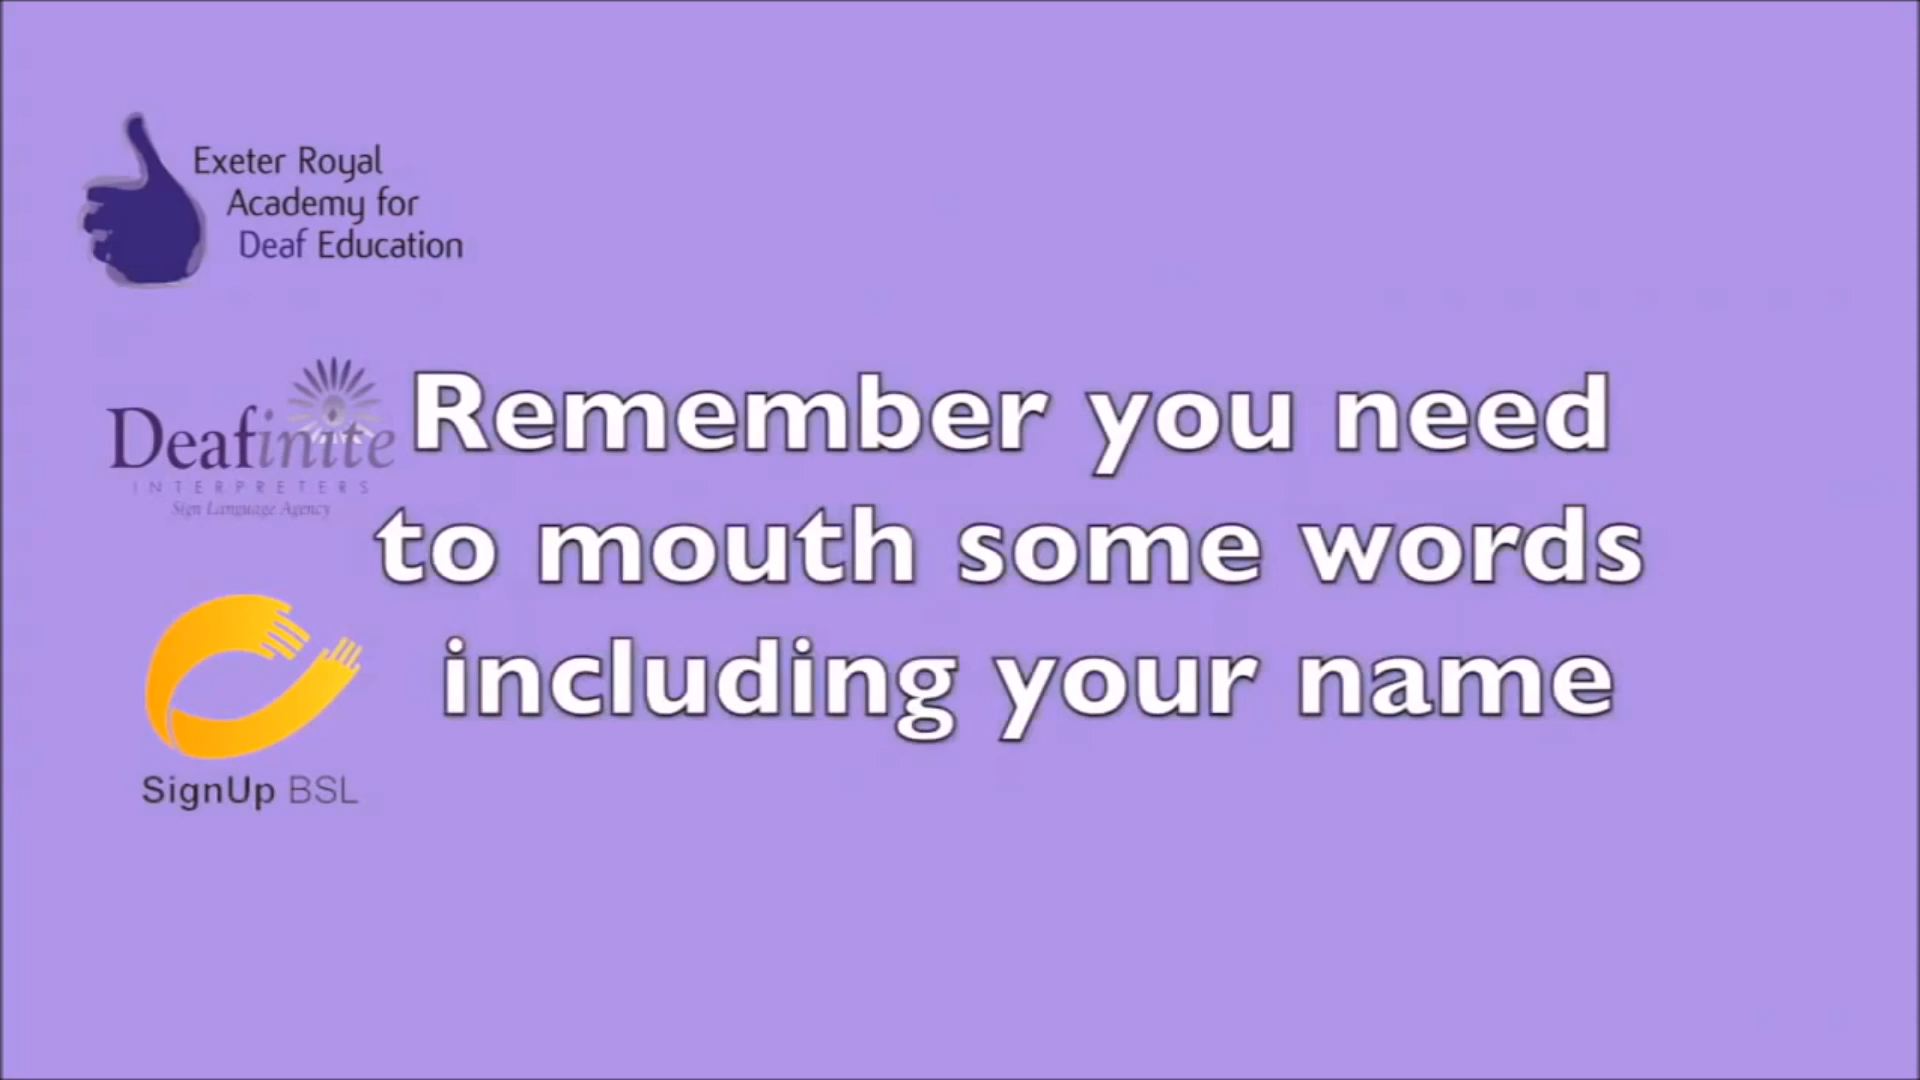 Exeter Royal
Academy for
Deaf Education
Deafinite
INTERPRETERS
Sign Language Agency
Remember you need
to mouth some words
including your name
SignUp BSL